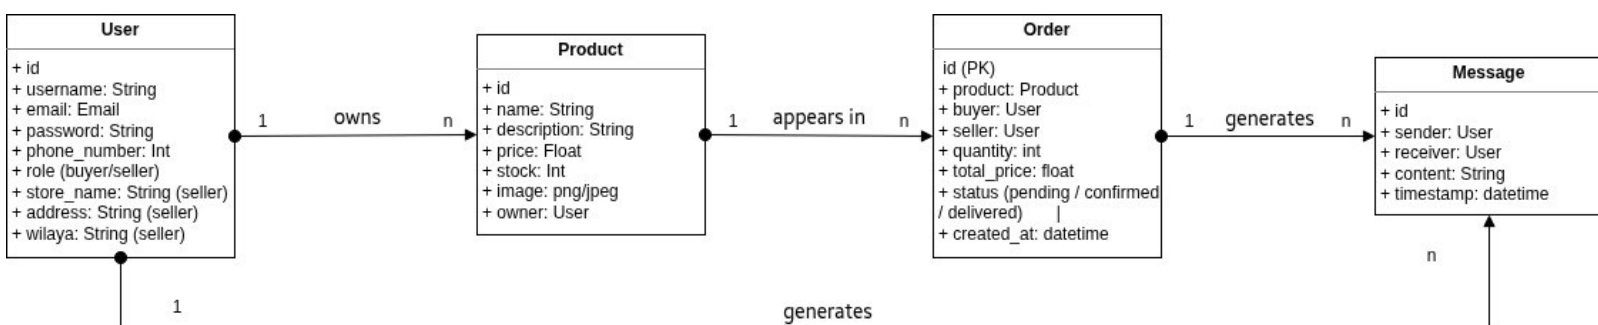 User
+ id
+ username: String
+ email: Email
+ password: String
+ phone_number: Int
+ role (buyer/seller)
+ store_name: String (seller)
+ address: String (seller)
+ wilaya: String (seller)
1
owns
n
Product
+ id
+ name: String
+ description: String
+ price: Float
+ stock: Int
+ image: png/jpeg
+ owner: User
1
appears in
n
Order
id (PK)
+ product: Product
+ buyer: User
+ seller: User
+ quantity: int
+ total_price: float
+ status (pending / confirmed
/ delivered) |
+ created_at: datetime
1
generates
n
Message
+ id
+ sender: User
+ receiver: User
+ content: String
+ timestamp: datetime
1
generates
n